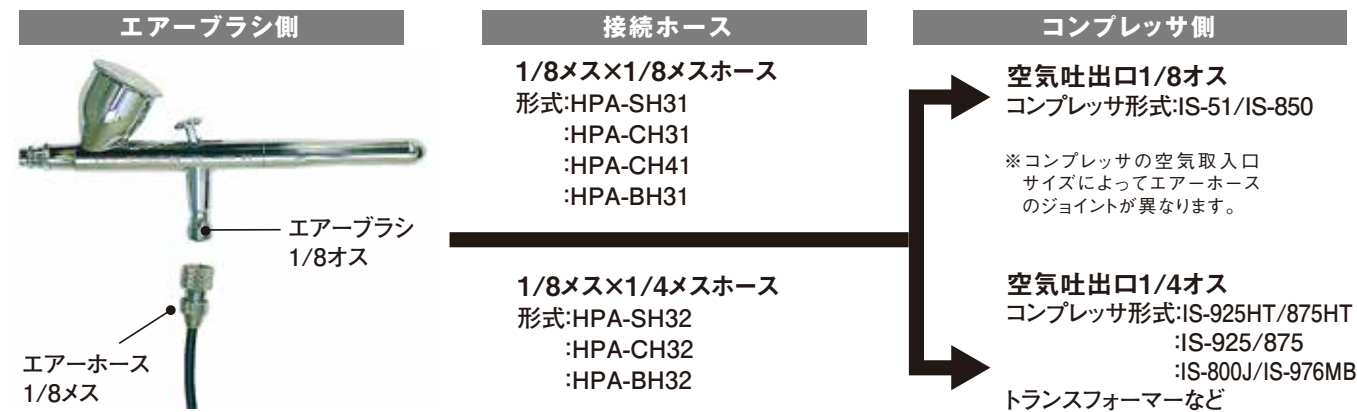 エアーブラシ側
エアーブラシ
1/8オス
エアーホース
1/8メス
接続ホース
1/8メス×1/8メスホース
形式:HPA-SH31
:HPA-CH31
:HPA-CH41
:HPA-BH31
1/8メス×1/4メスホース
形式:HPA-SH32
:HPA-CH32
:HPA-BH32
コンプレッサ側
空気吐出口1/8オス
コンプレッサ形式:IS-51/IS-850
※コンプレッサの空気取入口
サイズによってエアーホース
のジョイントが異なります。
空気吐出口1/4オス
コンプレッサ形式:IS-925HT/875HT
:IS-925/875
:IS-800J/IS-976MB
トランスフォーマーなど